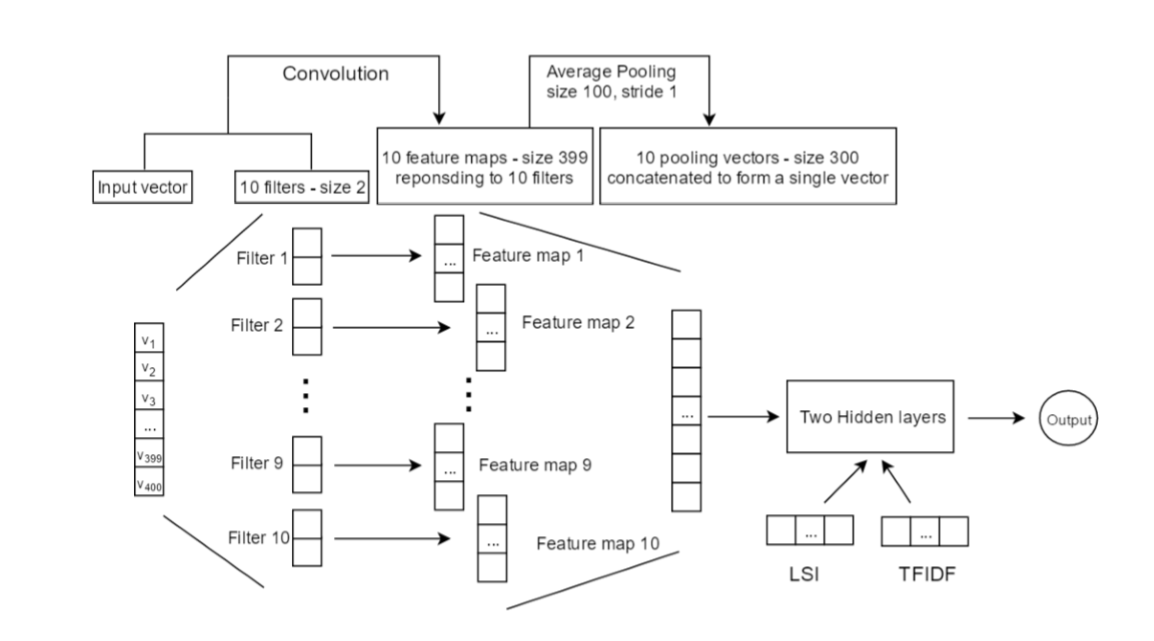 Convolution
Average Pooling
size 100, stride 1
Input vector
10 filters - size 2
10 feature maps - size 399
reponsding to 10 filters
10 pooling vectors - size 300
concatenated to form a single vector
Filter 1
...
Feature map 1
Filter 2
...
Feature map 2
v1
v2
v3
...
v399
v400
...
Two Hidden layers
Output
Filter 9
...
Feature map 9
Filter 10
...
Feature map 10
...
...
LSI
TFIDF